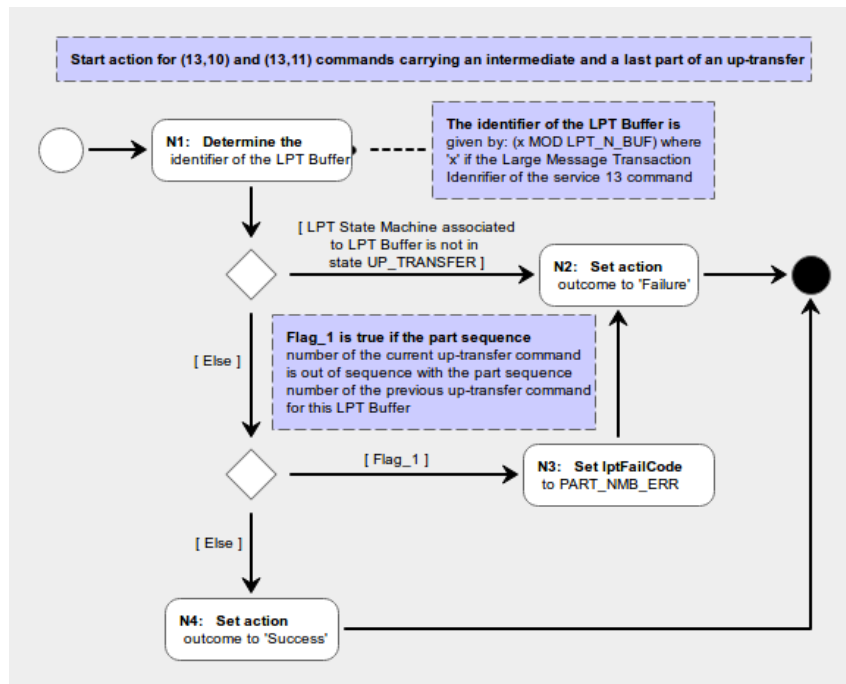 Start action for (13,10) and (13,11) commands carrying an intermediate and a last part of an up-transfer
N1: Determine the
identifier of the LPT Buffer
The identifier of the LPT Buffer is
given by: (x MOD LPT_N_BUF) where
'x' if the Large Message Transaction
Idenrifier of the service 13 command
[ LPT State Machine associated
to LPT Buffer is not in
state UP_TRANSFER ]
N2: Set action
outcome to 'Failure'
Flag_1 is true if the part sequence
number of the current up-transfer command
is out of sequence with the part sequence
number of the previous up-transfer command
for this LPT Buffer
[ Else ]
[ Flag_1 ]
N3: Set lptFailCode
to PART_NMB_ERR
[ Else ]
N4: Set action
outcome to 'Success'